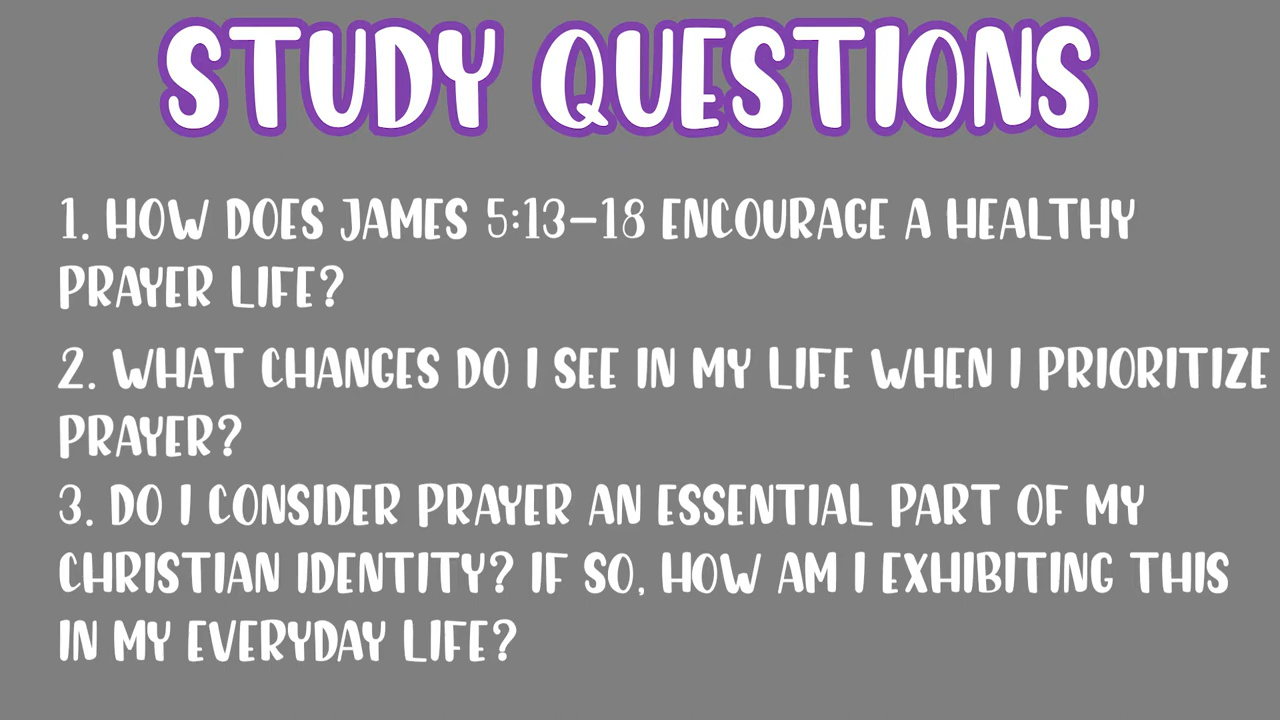 STUDY QUESTIONS
1. HOW DOES JAMES 5:13–18 ENCOURAGE A HEALTHY
PRAYER LIFE?
2. WHAT CHANGES DO I SEE IN MY LIFE WHEN I PRIORITIZE
PRAYER?
3. DO I CONSIDER PRAYER AN ESSENTIAL PART OF MY
CHRISTIAN IDENTITY? IF SO, HOW AM I EXHIBITING THIS
IN MY EVERYDAY LIFE?